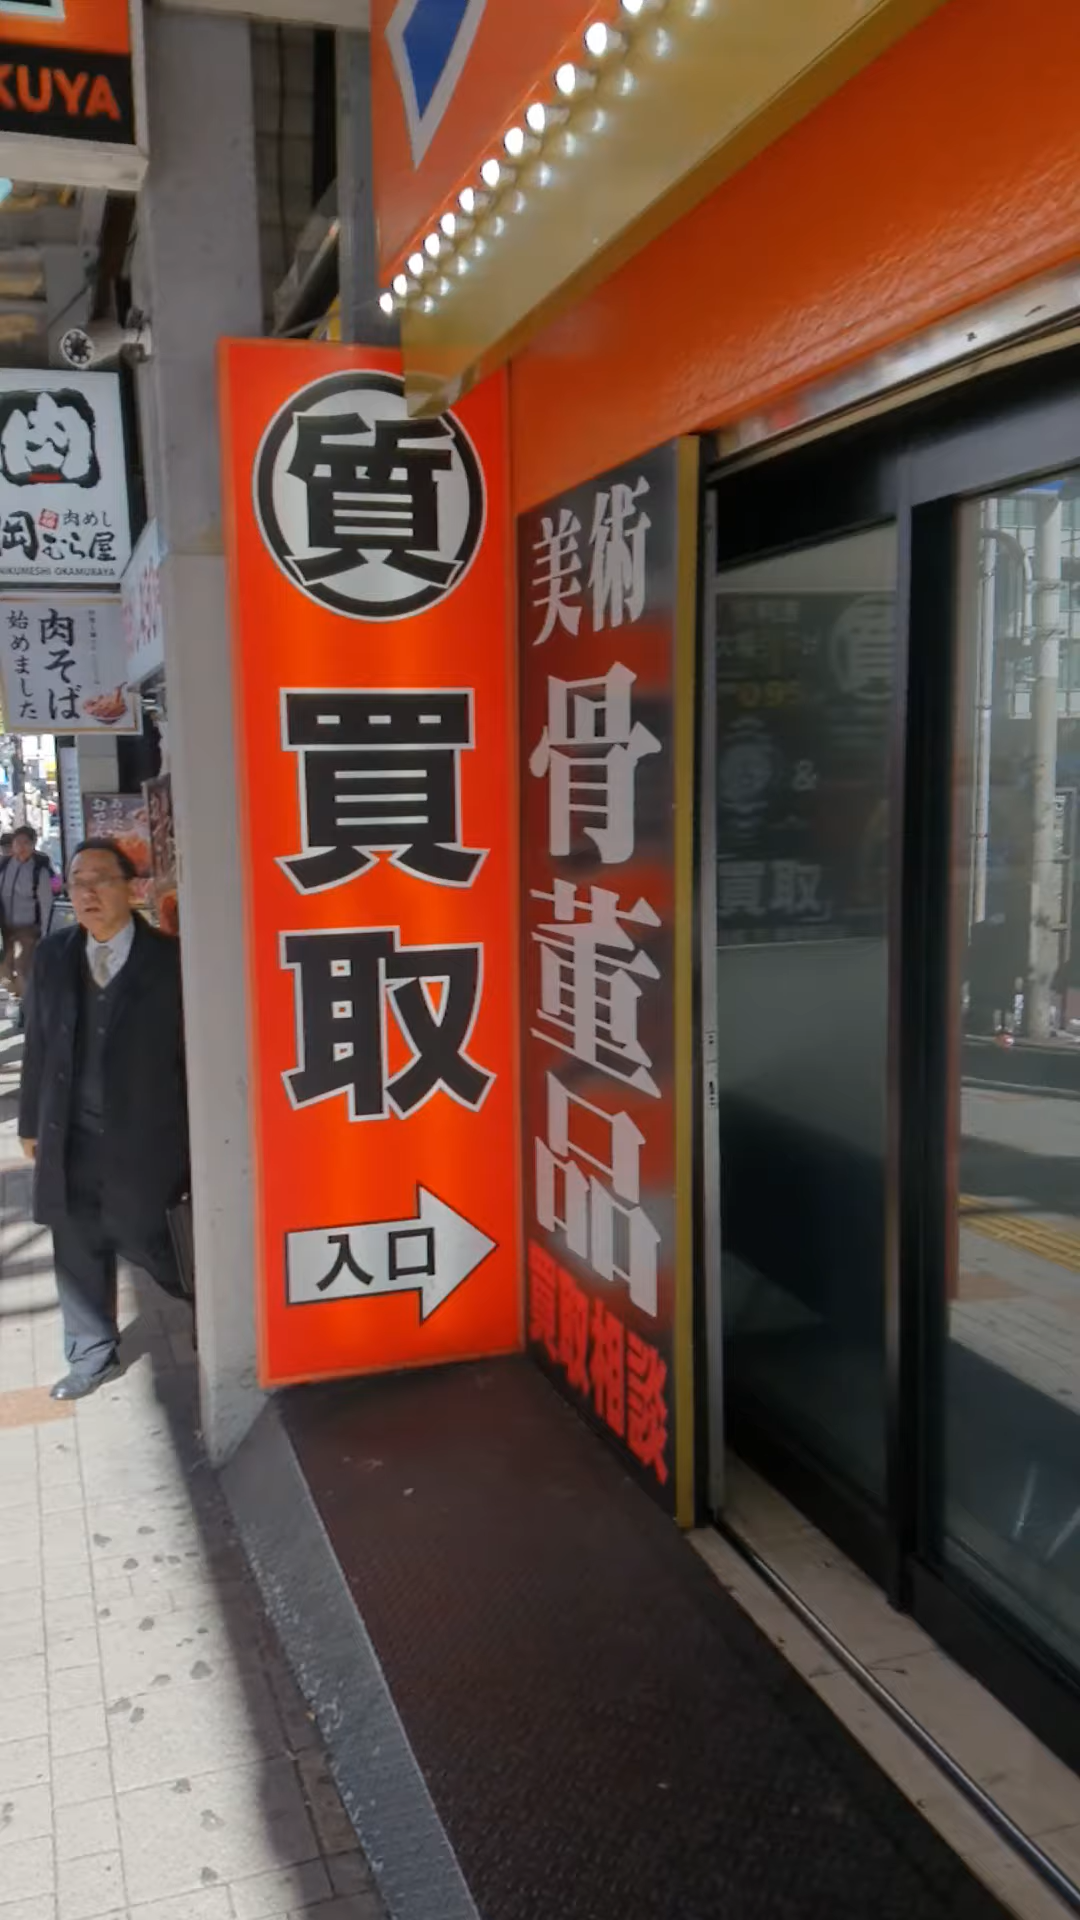 KUYA
肉
肉めし
岡むら屋
NIKUMESHI OKAMURAYA
肉そば
始めました
質
買取
入口
美術
骨董品
買取相談
&
買取